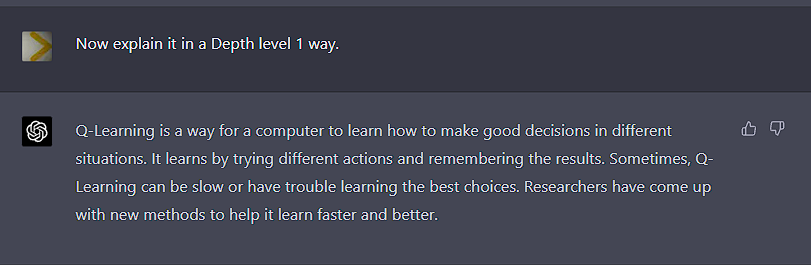 Now explain it in a Depth level 1 way.
Q-Learning is a way for a computer to learn how to make good decisions in different
situations. It learns by trying different actions and remembering the results. Sometimes, Q-
Learning can be slow or have trouble learning the best choices. Researchers have come up
with new methods to help it learn faster and better.